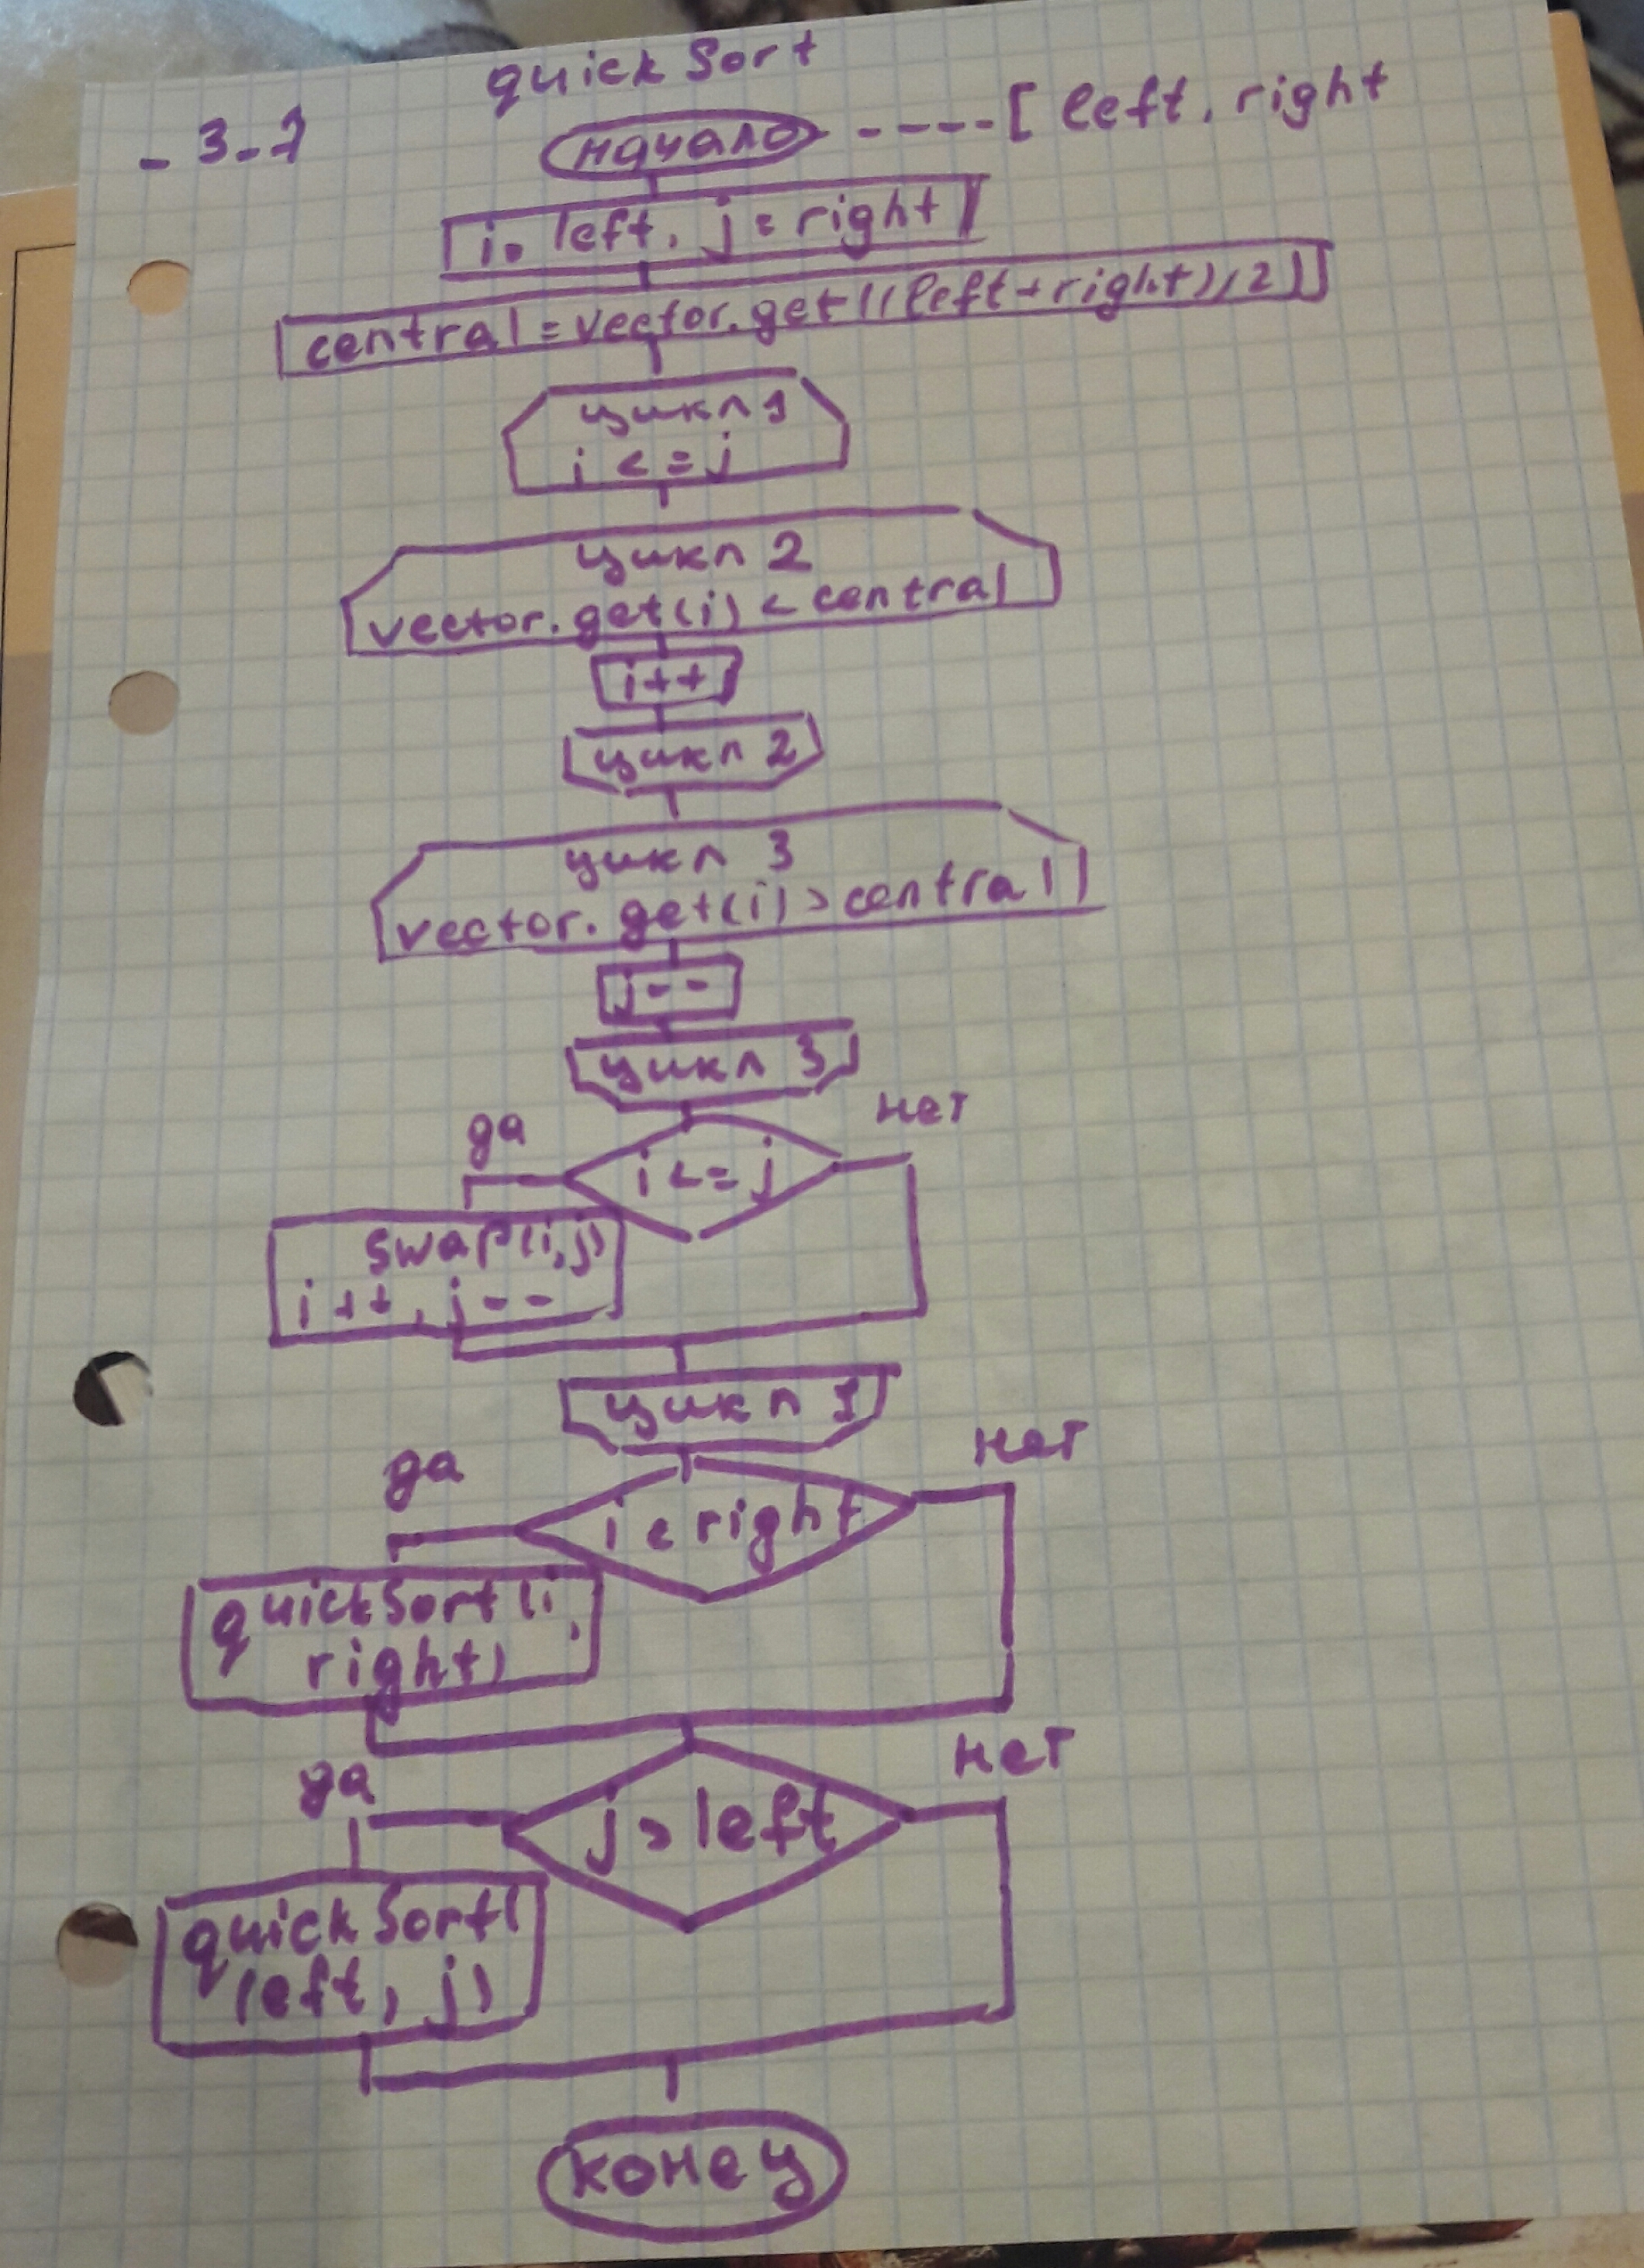 quickSort
- 3-1
начало
[ left, right
i = left, j = right
central = vector.get((left+right)/2)
цикл 1
i <= j
цикл 2
vector.get(i) < central
i++
цикл 2
цикл 3
vector.get(i) > central
j--
цикл 3
да
нет
i <= j
swap(i,j)
i++, j--
цикл 1
да
нет
i < right
quickSort(i,
right)
да
нет
j > left
quickSort(
left, j)
конец